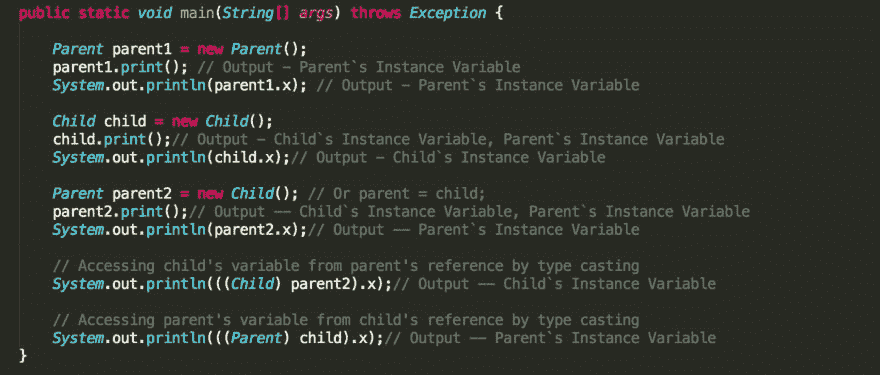 public static void main(String[] args) throws Exception {
Parent parent1 = new Parent();
parent1.print(); // Output - Parent`s Instance Variable
System.out.println(parent1.x); // Output - Parent`s Instance Variable
Child child = new Child();
child.print();// Output - Child`s Instance Variable, Parent`s Instance Variable
System.out.println(child.x);// Output - Child`s Instance Variable
Parent parent2 = new Child(); // Or parent = child;
parent2.print();// Output -- Child`s Instance Variable, Parent`s Instance Variable
System.out.println(parent2.x);// Output -- Parent`s Instance Variable
// Accessing child's variable from parent's reference by type casting
System.out.println(((Child) parent2).x);// Output -- Child`s Instance Variable
// Accessing parent's variable from child's reference by type casting
System.out.println(((Parent) child).x);// Output -- Parent`s Instance Variable
}